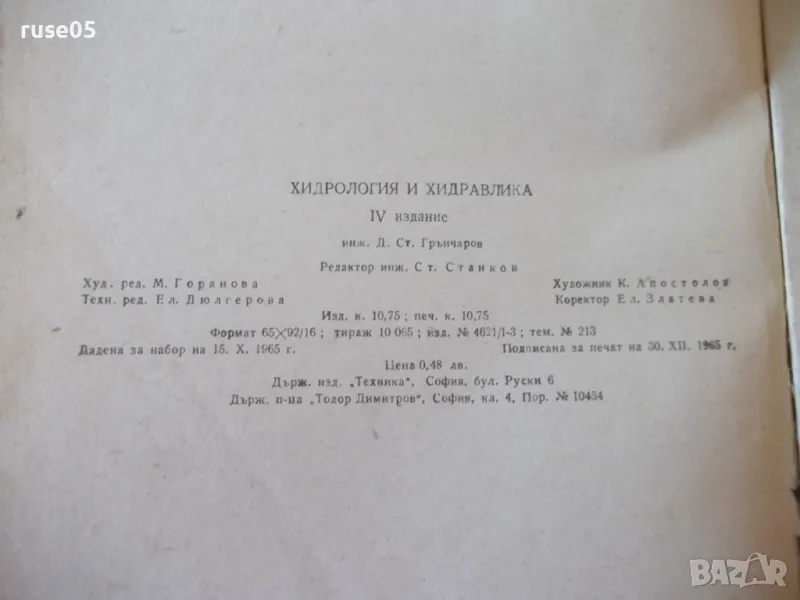 ruse05
ХИДРОЛОГИЯ И ХИДРАВЛИКА
IV издание
инж. Д. Ст. Грънчаров
Редактор инж. Ст. Стаиков
Худ. ред. М. Горанова Художник К. Апостолов
Техн. ред. Ел. Дюлгерова Коректор Ел. Златева
Изд. к. 10,75; печ. к. 10,75
Формат 65×92/16; тираж 10 065; изд. № 4621/I-3; тем. № 213
Дадена за набор на 15. X. 1965 г. Подписана за печат на 30. XII. 1965 г.
Цена 0,48 лв.
Държ. изд. „Техника", София, бул. Руски 6
Държ. п-ца „Тодор Димитров", София, кл. 4, Пор. № 10454
BAZAR